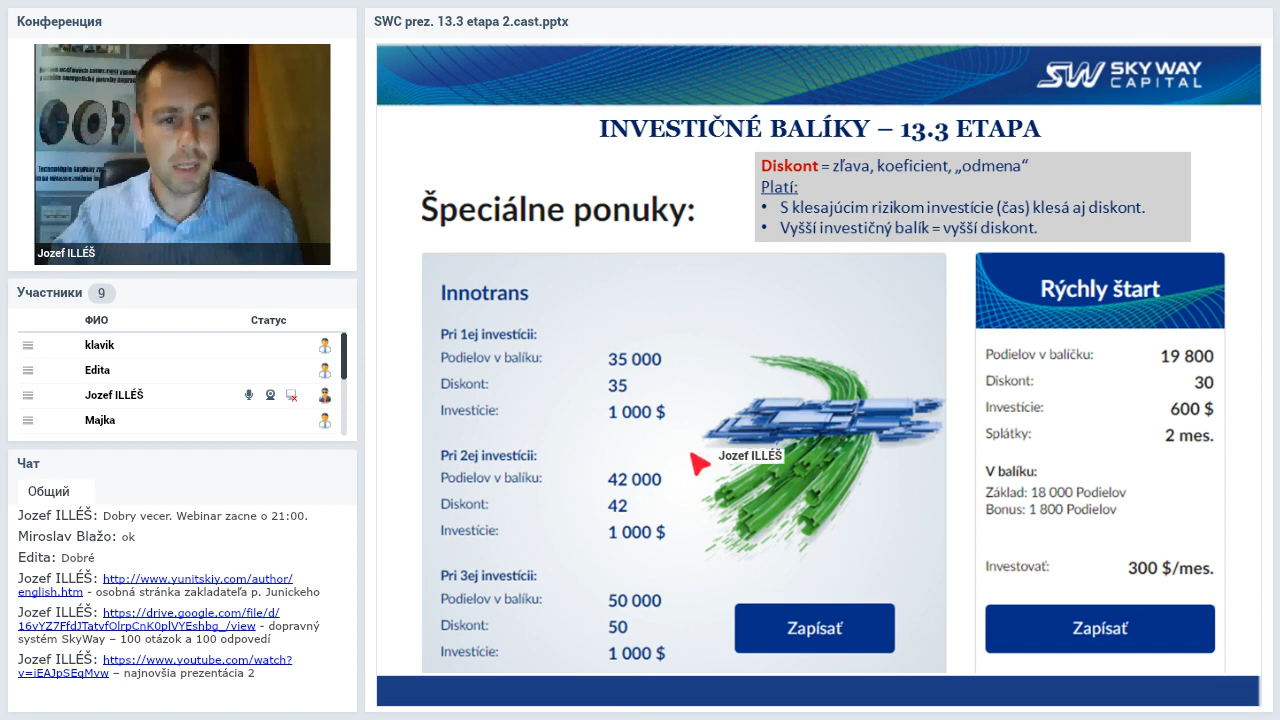 Конференция
Jozef ILLÉŠ
Участники 9
ФИО Статус
klavik
Edita
Jozef ILLÉŠ
Majka
Чат
Общий
Jozef ILLÉŠ: Dobry vecer. Webinar zacne o 21:00.
Miroslav Blažo: ok
Edita: Dobré
Jozef ILLÉŠ: http://www.yunitskiy.com/author/
english.htm - osobná stránka zakladateľa p. Junickeho
Jozef ILLÉŠ: https://drive.google.com/file/d/
16vYZ7FfdJTatvfOlrpCnK0plVYEshbg_/view - dopravný
systém SkyWay – 100 otázok a 100 odpovedí
Jozef ILLÉŠ: https://www.youtube.com/watch?
v=iEAJpSEqMvw – najnovšia prezentácia 2
SWC prez. 13.3 etapa 2.cast.pptx
SW SKY WAY
CAPITAL
INVESTIČNÉ BALÍKY – 13.3 ETAPA
Diskont = zľava, koeficient, „odmena“
Platí:
• S klesajúcim rizikom investície (čas) klesá aj diskont.
• Vyšší investičný balík = vyšší diskont.
Špeciálne ponuky:
Innotrans
Pri 1ej investícii:
Podielov v balíku: 35 000
Diskont: 35
Investície: 1 000 $
Pri 2ej investícii:
Podielov v balíku: 42 000
Diskont: 42
Investície: 1 000 $
Pri 3ej investícii:
Podielov v balíku: 50 000
Diskont: 50
Investície: 1 000 $
Jozef ILLÉŠ
Zapísať
Rýchly štart
Podielov v balíčku: 19 800
Diskont: 30
Investície: 600 $
Splátky: 2 mes.
V balíku:
Základ: 18 000 Podielov
Bonus: 1 800 Podielov
Investovať: 300 $/mes.
Zapísať